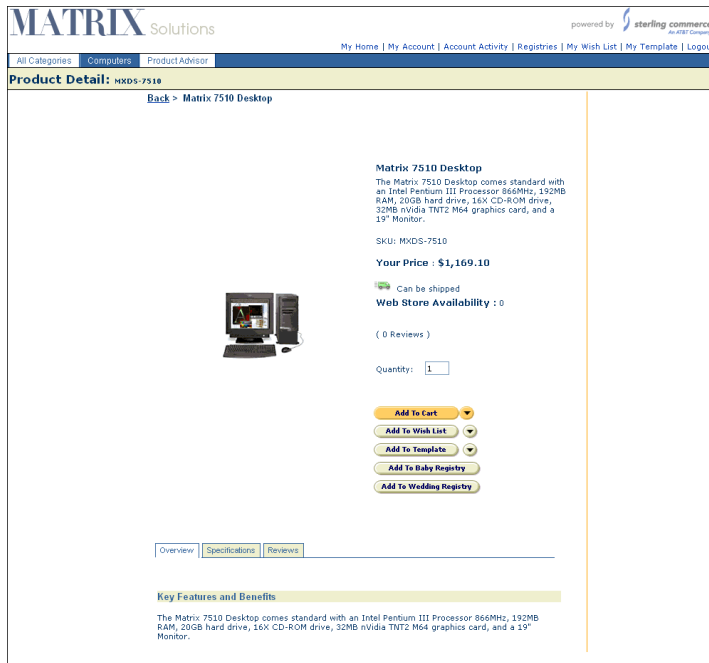 MATRIX Solutions
powered by sterling commerce
An AT&T Company
My Home | My Account | Account Activity | Registries | My Wish List | My Template | Logou
All Categories Computers Product Advisor
Product Detail: MXDS-7510
Back > Matrix 7510 Desktop
Matrix 7510 Desktop
The Matrix 7510 Desktop comes standard with
an Intel Pentium III Processor 866MHz, 192MB
RAM, 20GB hard drive, 16X CD-ROM drive,
32MB nVidia TNT2 M64 graphics card, and a
19" Monitor.
SKU: MXDS-7510
Your Price : $1,169.10
Can be shipped
Web Store Availability : 0
( 0 Reviews )
Quantity: 1
Add To Cart
Add To Wish List
Add To Template
Add To Baby Registry
Add To Wedding Registry
Overview Specifications Reviews
Key Features and Benefits
The Matrix 7510 Desktop comes standard with an Intel Pentium III Processor 866MHz, 192MB
RAM, 20GB hard drive, 16X CD-ROM drive, 32MB nVidia TNT2 M64 graphics card, and a 19"
Monitor.